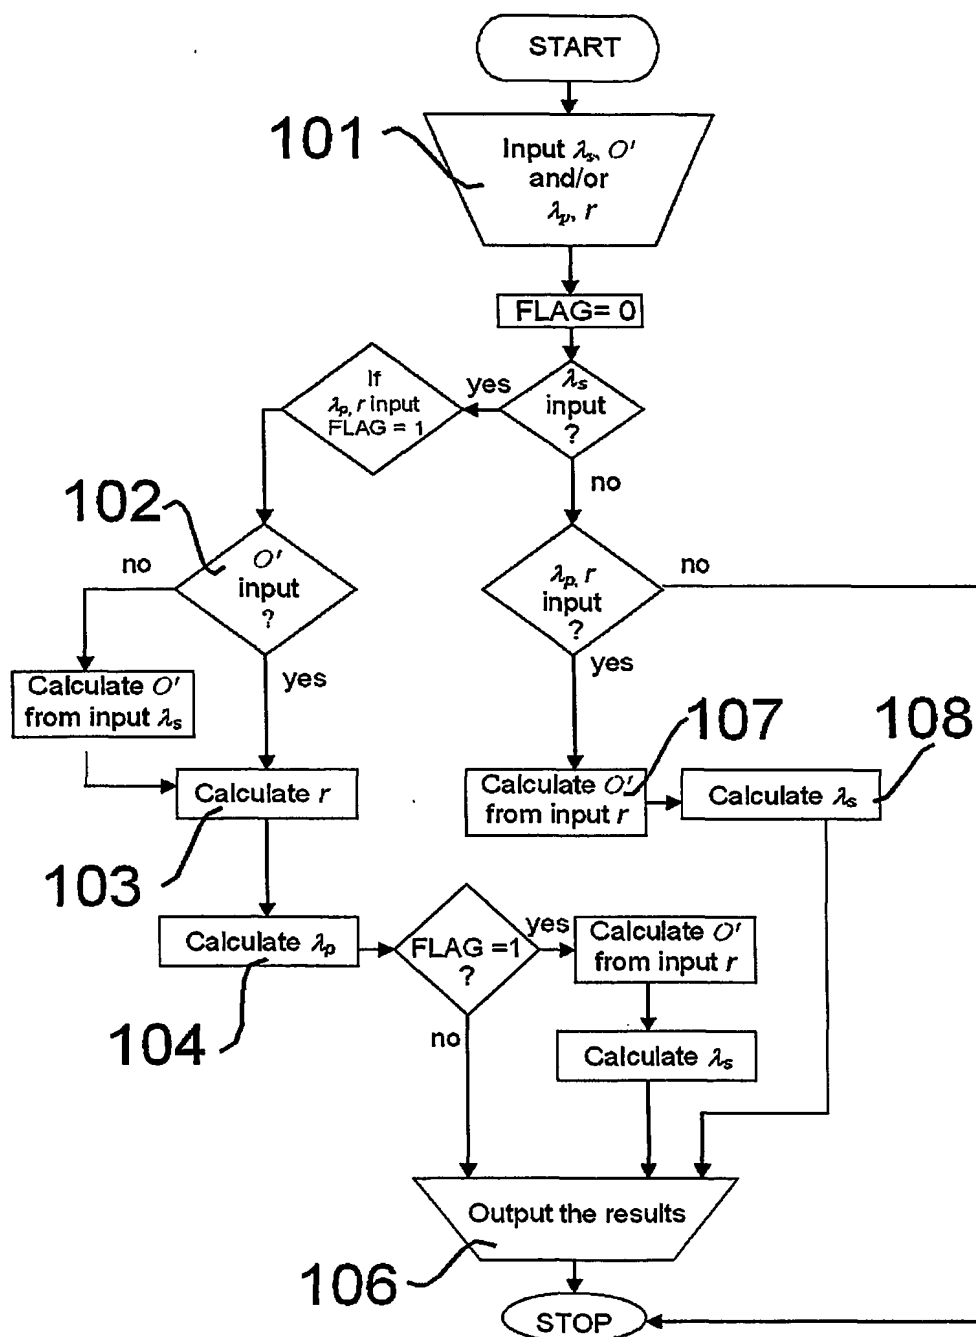 START
101
Input λs, O'
and/or
λp, r
FLAG= 0
If
λp, r input
FLAG = 1
yes
λs
input
?
no
102
no
O'
input
?
yes
λp, r
input
?
no
yes
Calculate O'
from input λs
107
108
Calculate r
Calculate O'
from input r
Calculate λs
103
Calculate λp
FLAG =1
?
yes
no
Calculate O'
from input r
104
Calculate λs
Output the results
106
STOP